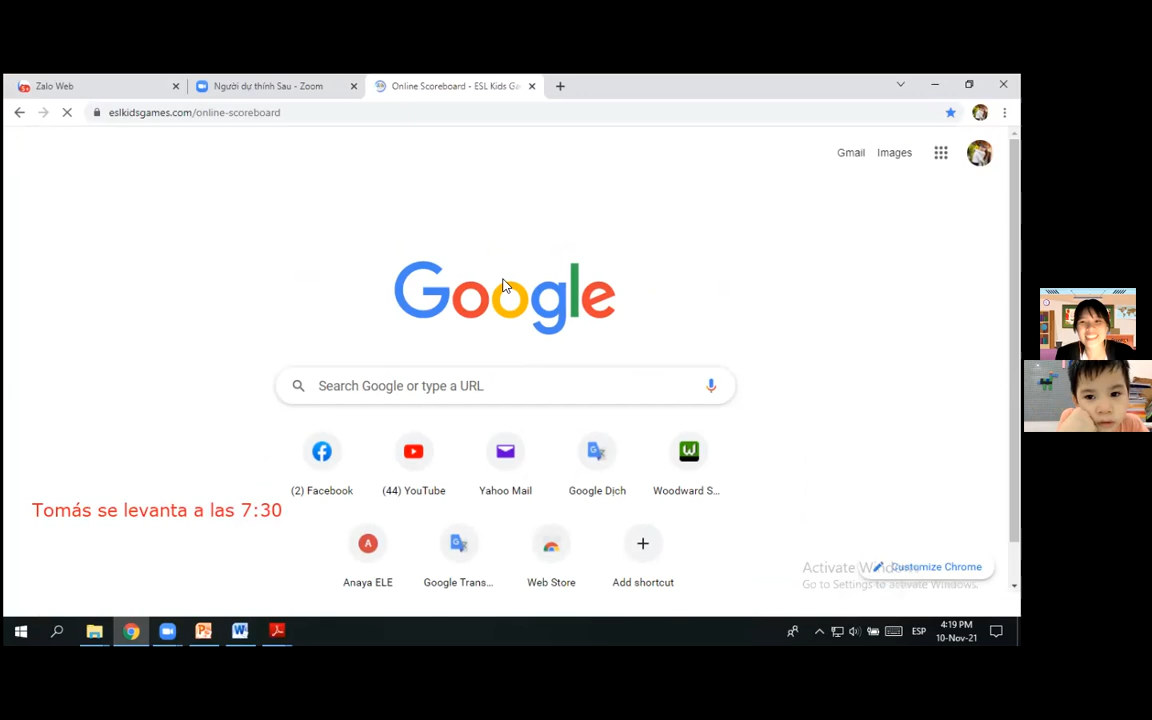 Zalo Web
Người dự thính Sau - Zoom
Online Scoreboard - ESL Kids Ga
eslkidsgames.com/online-scoreboard
Gmail
Images
Google
Search Google or type a URL
(2) Facebook
(44) YouTube
Yahoo Mail
Google Dịch
Woodward S...
Tomás se levanta a las 7:30
Anaya ELE
Google Trans...
Web Store
Add shortcut
Activate Windows
Customize Chrome
Go to Settings to activate Windows.
ESP
4:19 PM
10-Nov-21